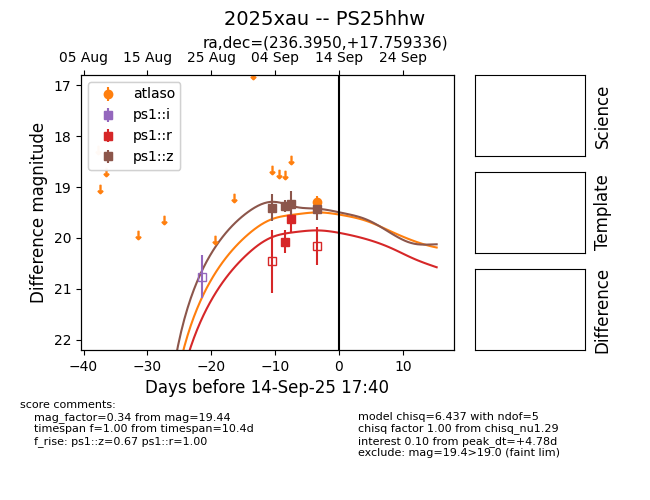 2025xau -- PS25hhw
ra,dec=(236.3950,+17.759336)
05 Aug 15 Aug 25 Aug 04 Sep 14 Sep 24 Sep
17
18
19
20
21
22
Difference magnitude
atlaso
ps1::i
ps1::r
ps1::z
−40 −30 −20 −10 0 10
Days before 14-Sep-25 17:40
Science
Template
Difference
score comments:
mag_factor=0.34 from mag=19.44
timespan f=1.00 from timespan=10.4d
f_rise: ps1::z=0.67 ps1::r=1.00
model chisq=6.437 with ndof=5
chisq factor 1.00 from chisq_nu1.29
interest 0.10 from peak_dt=+4.78d
exclude: mag=19.4>19.0 (faint lim)